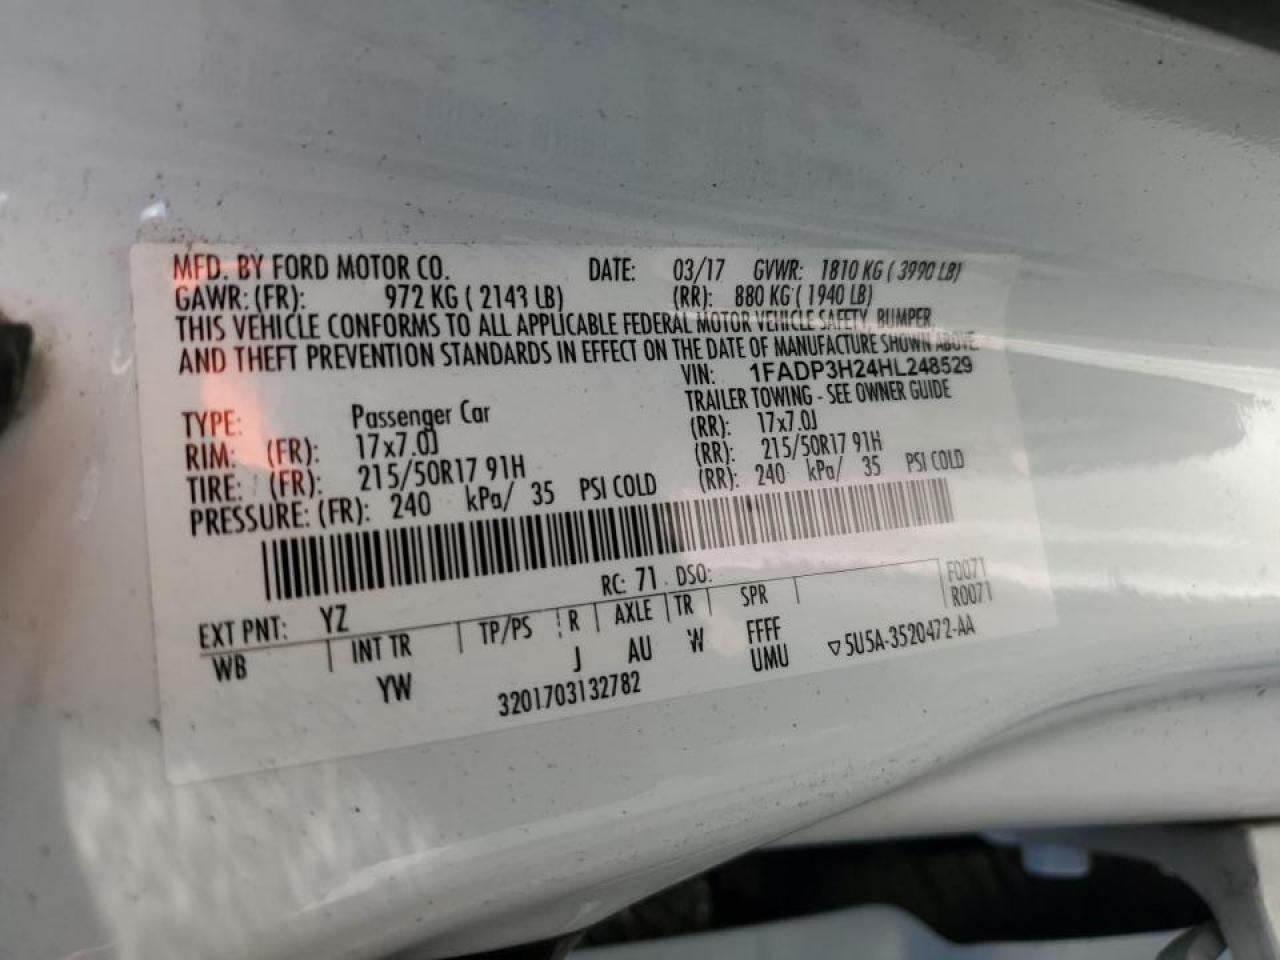 MFD. BY FORD MOTOR CO. DATE: 03/17 GVWR: 1810 KG ( 3990 LB)
GAWR: (FR): 972 KG ( 2143 LB) (RR): 880 KG ( 1940 LB)
THIS VEHICLE CONFORMS TO ALL APPLICABLE FEDERAL MOTOR VEHICLE SAFETY, BUMPER,
AND THEFT PREVENTION STANDARDS IN EFFECT ON THE DATE OF MANUFACTURE SHOWN ABOVE.
VIN: 1FADP3H24HL248529
TYPE: Passenger Car TRAILER TOWING - SEE OWNER GUIDE
RIM: (FR): 17x7.0J (RR): 17x7.0J
TIRE: (FR): 215/50R17 91H (RR): 215/50R17 91H
PRESSURE: (FR): 240 kPa/ 35 PSI COLD (RR): 240 kPa/ 35 PSI COLD
EXT PNT: YZ RC: 71 DSO: F0071
WB INT TR TP/PS R AXLE TR SPR R0071
YW J AU W FFFF
UMU
3201703132782 ▽5U5A-3520472-AA